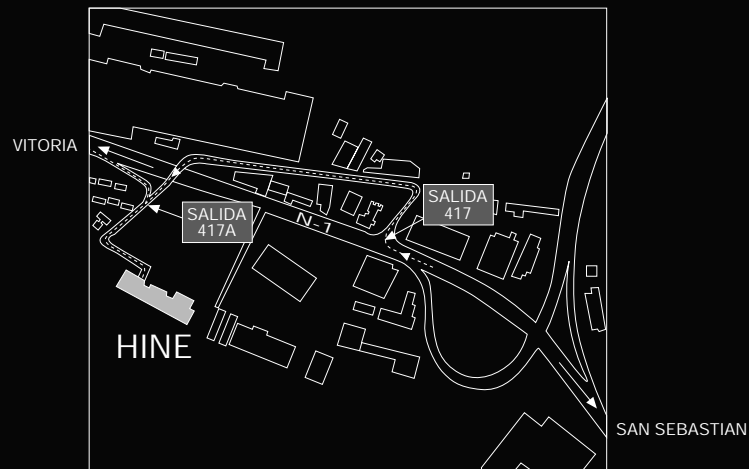 VITORIA
SALIDA
417A
N-1
SALIDA
417
HINE
SAN SEBASTIAN